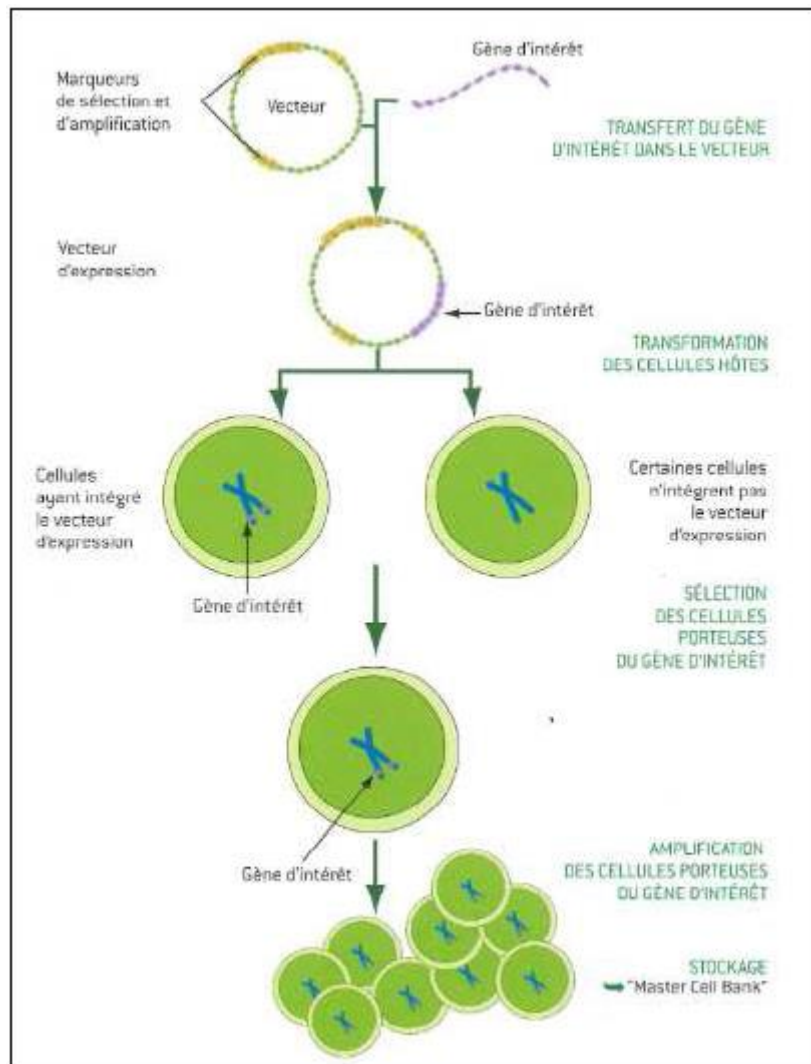 Marqueurs
de sélection et
d'amplification
Vecteur
Gène d'intérêt
TRANSFERT DU GÈNE
D'INTÉRÊT DANS LE VECTEUR
Vecteur
d'expression
Gène d'intérêt
TRANSFORMATION
DES CELLULES HÔTES
Cellules
ayant intégré
le vecteur
d'expression
Certaines cellules
n'intègrent pas
le vecteur
d'expression
Gène d'intérêt
SÉLECTION
DES CELLULES
PORTEUSES
DU GÈNE D'INTÉRÊT
Gène d'intérêt
AMPLIFICATION
DES CELLULES PORTEUSES
DU GÈNE D'INTÉRÊT
STOCKAGE
"Master Cell Bank"